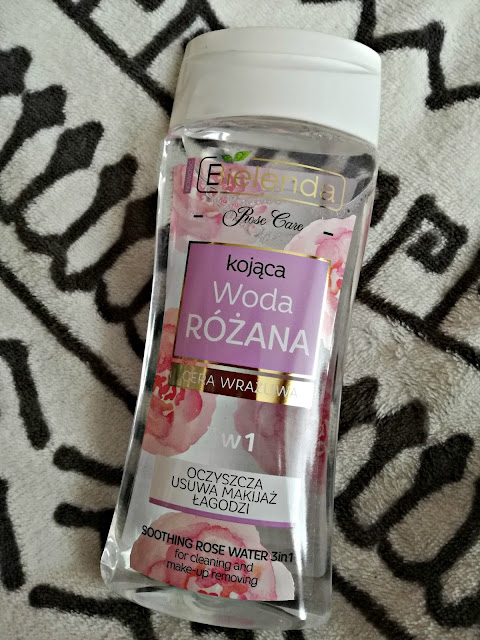 Bielenda
Rose Care
kojąca
Woda
RÓŻANA
CERA WRAŻLIWA
w1
OCZYSZCZA
USUWA MAKIJAŻ
ŁAGODZI
SOOTHING ROSE WATER 3in1
for cleaning and
make-up removing